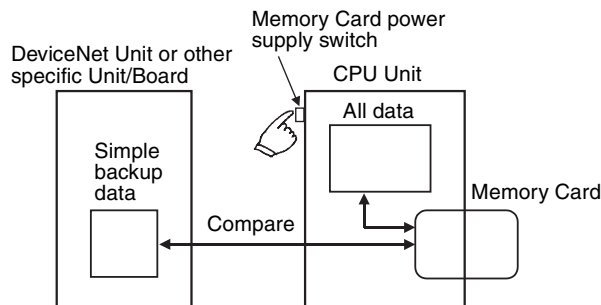 Memory Card power
supply switch
DeviceNet Unit or other
specific Unit/Board
CPU Unit
All data
Simple
backup
data
Memory Card
Compare